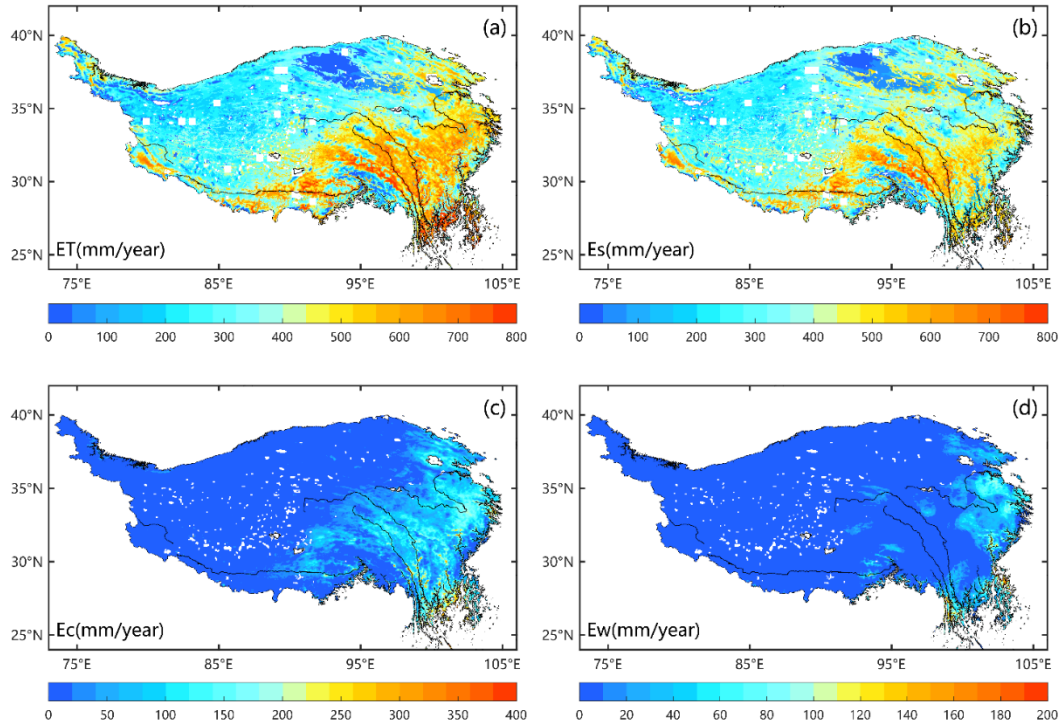 (a)
40°N
35°N
30°N
25°N
ET(mm/year)
75°E 85°E 95°E 105°E
0 100 200 300 400 500 600 700 800
(b)
40°N
35°N
30°N
25°N
Es(mm/year)
75°E 85°E 95°E 105°E
0 100 200 300 400 500 600 700 800
(c)
40°N
35°N
30°N
25°N
Ec(mm/year)
75°E 85°E 95°E 105°E
0 50 100 150 200 250 300 350 400
(d)
40°N
35°N
30°N
25°N
Ew(mm/year)
75°E 85°E 95°E 105°E
0 20 40 60 80 100 120 140 160 180 200